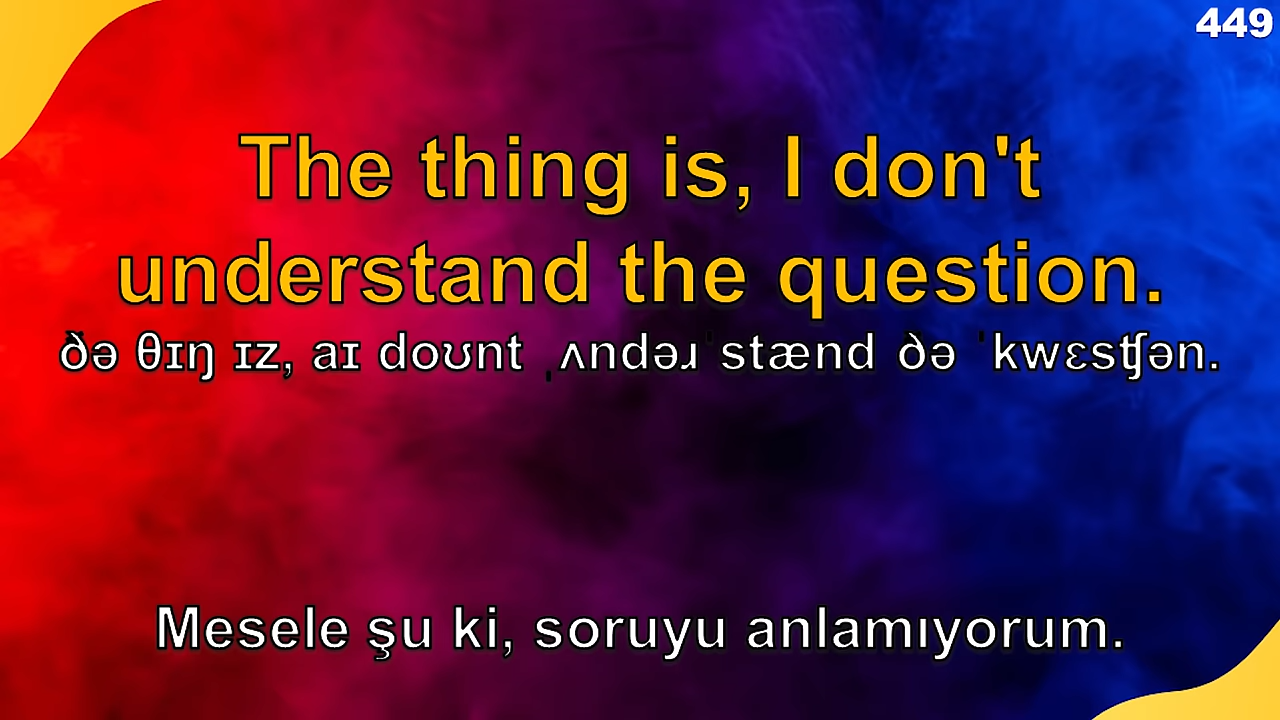 449
The thing is, I don't
understand the question.
ðə θɪŋ ɪz, aɪ doʊnt ˌʌndəɹˈstænd ðə ˈkwɛsʧən.
Mesele şu ki, soruyu anlamıyorum.